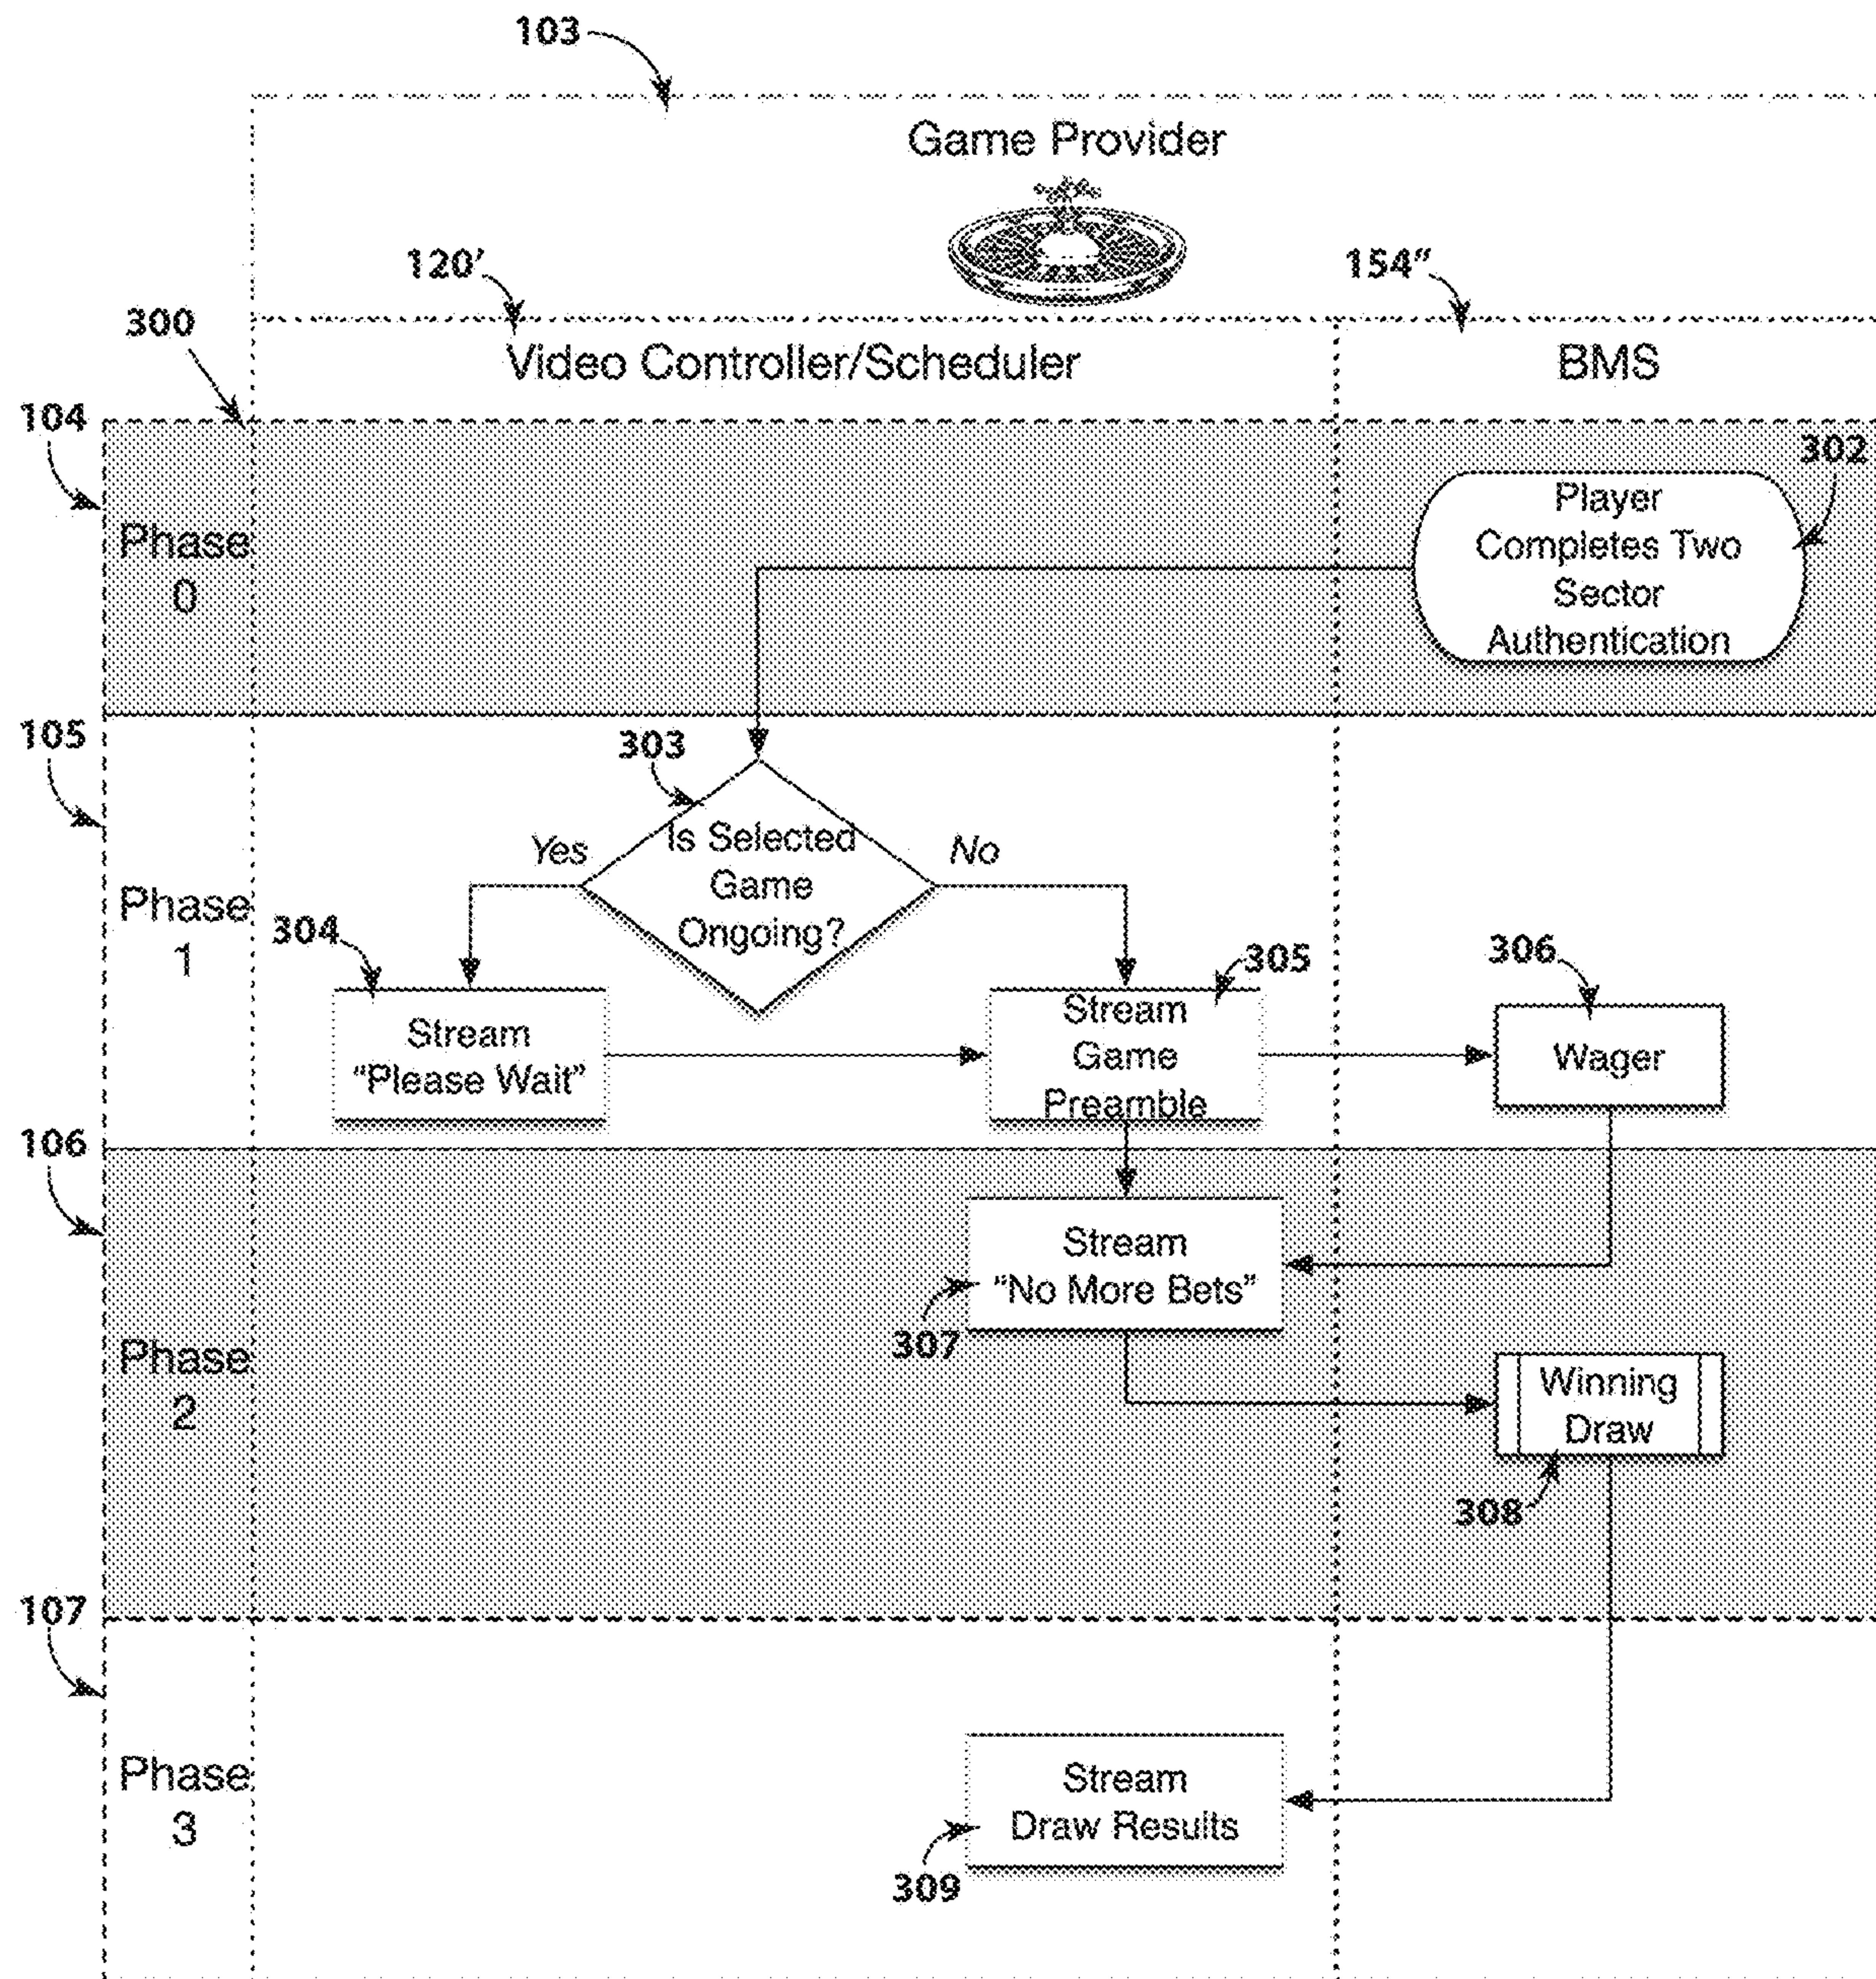 103
Game Provider
120’
154”
300
Video Controller/Scheduler
BMS
104
302
Phase
0
Player
Completes Two
Sector
Authentication
105
303
Is Selected
Game
Ongoing?
Yes
No
Phase
1
304
305
306
Stream
“Please Wait”
Stream
Game
Preamble
Wager
106
Stream
“No More Bets”
307
Phase
2
Winning
Draw
308
107
Phase
3
Stream
Draw Results
309